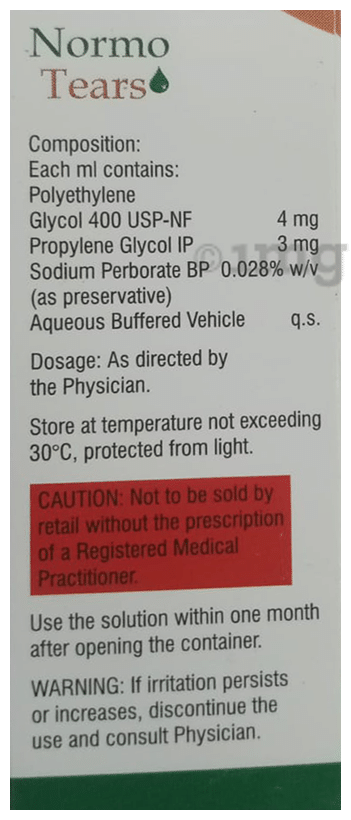 Normo
Tears
Composition:
Each ml contains:
Polyethylene
Glycol 400 USP-NF 4 mg
Propylene Glycol IP 3 mg
Sodium Perborate BP 0.028% w/v
(as preservative)
Aqueous Buffered Vehicle q.s.
Dosage: As directed by
the Physician.
Store at temperature not exceeding
30°C, protected from light.
CAUTION: Not to be sold by
retail without the prescription
of a Registered Medical
Practitioner.
Use the solution within one month
after opening the container.
WARNING: If irritation persists
or increases, discontinue the
use and consult Physician.
©1mg